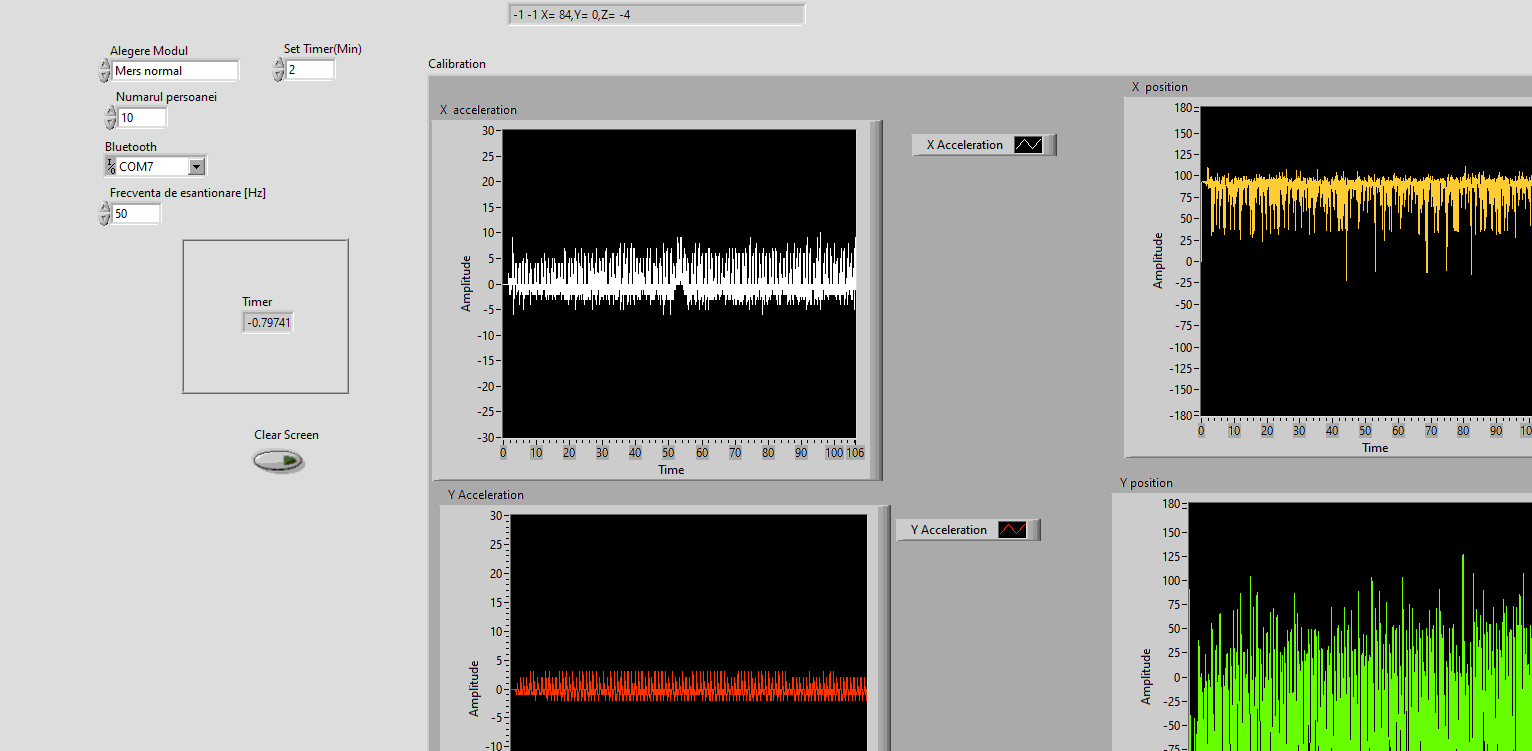 -1 -1 X= 84,Y= 0,Z= -4
Alegere Modul
Mers normal
Set Timer(Min)
2
Numarul persoanei
10
Bluetooth
COM7
Frecventa de esantionare [Hz]
50
Timer
-0.79741
Clear Screen
Calibration
X acceleration
30
25
20
15
10
5
0
-5
-10
-15
-20
-25
-30
Amplitude
0 10 20 30 40 50 60 70 80 90 100 106
Time
X Acceleration
X position
180
150
125
100
75
50
25
0
-25
-50
-75
-100
-125
-150
-180
Amplitude
0 10 20 30 40 50 60 70 80 90 10
Time
Y Acceleration
30
25
20
15
10
5
0
-5
-10
Amplitude
Y Acceleration
Y position
180
150
125
100
75
50
25
0
-25
-50
-75
Amplitude